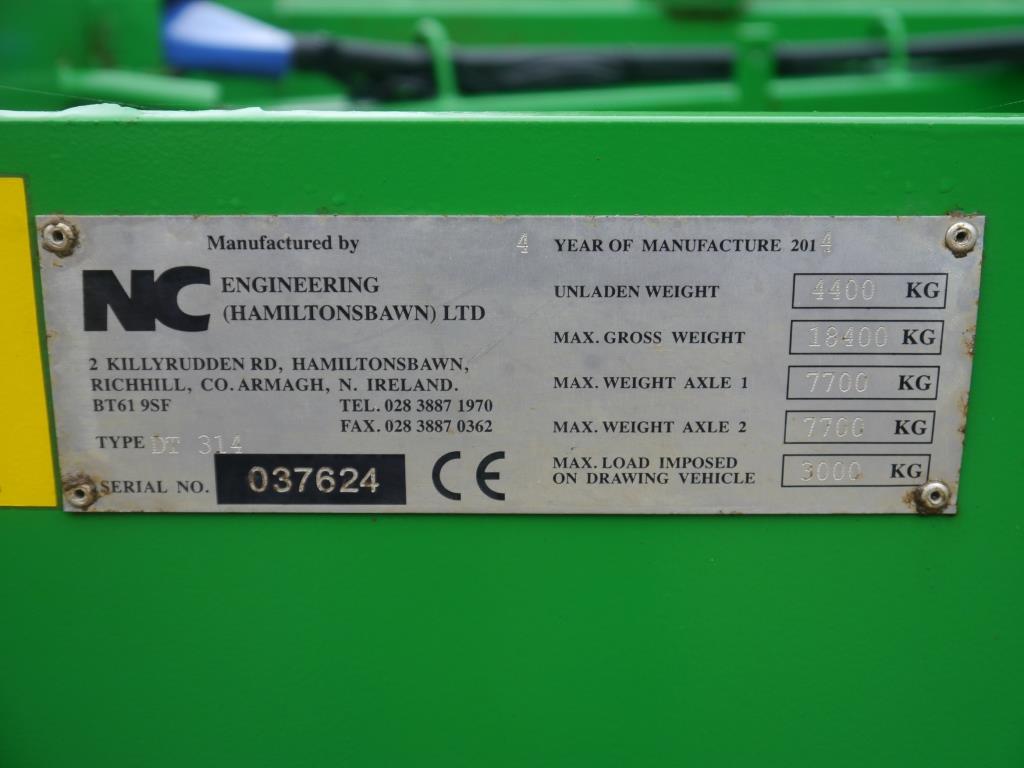 Manufactured by
NC ENGINEERING
(HAMILTONSBAWN) LTD
2 KILLYRUDDEN RD, HAMILTONSBAWN,
RICHHILL, CO. ARMAGH, N. IRELAND.
BT61 9SF TEL. 028 3887 1970
FAX. 028 3887 0362
TYPE DT 314
SERIAL NO. 037624
CE
4 YEAR OF MANUFACTURE 2014
UNLADEN WEIGHT 4400 KG
MAX. GROSS WEIGHT 18400 KG
MAX. WEIGHT AXLE 1 7700 KG
MAX. WEIGHT AXLE 2 7700 KG
MAX. LOAD IMPOSED
ON DRAWING VEHICLE 3000 KG